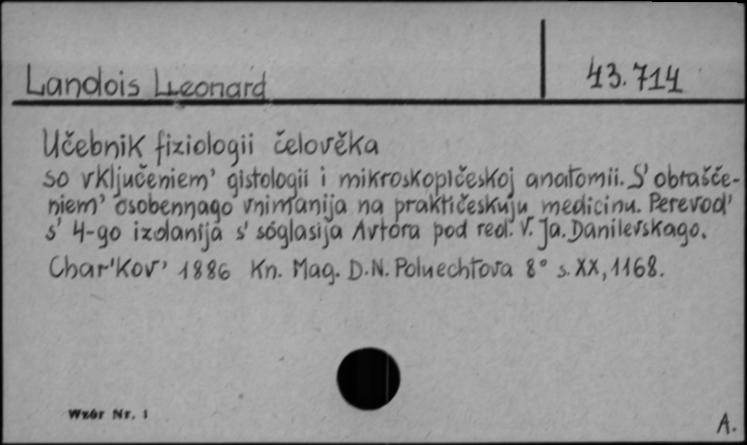 Landois Leonard
43.714
Učebnik fiziologii čelověka
so vključeniem' gistologii i mikroskopičeskoj anatomii. S' obrašče-
niem' osobennago vnimanija na praktičeskuju medicinu. Perevod'
s' 4-go izdanija s' soglasija Avtora pod red. V. Ja. Danilevskago.
Char'kov' 1886 Kn. Mag. D.N. Poluechtova 8° s. XX, 1168.
Wzór Nr. 1
A.